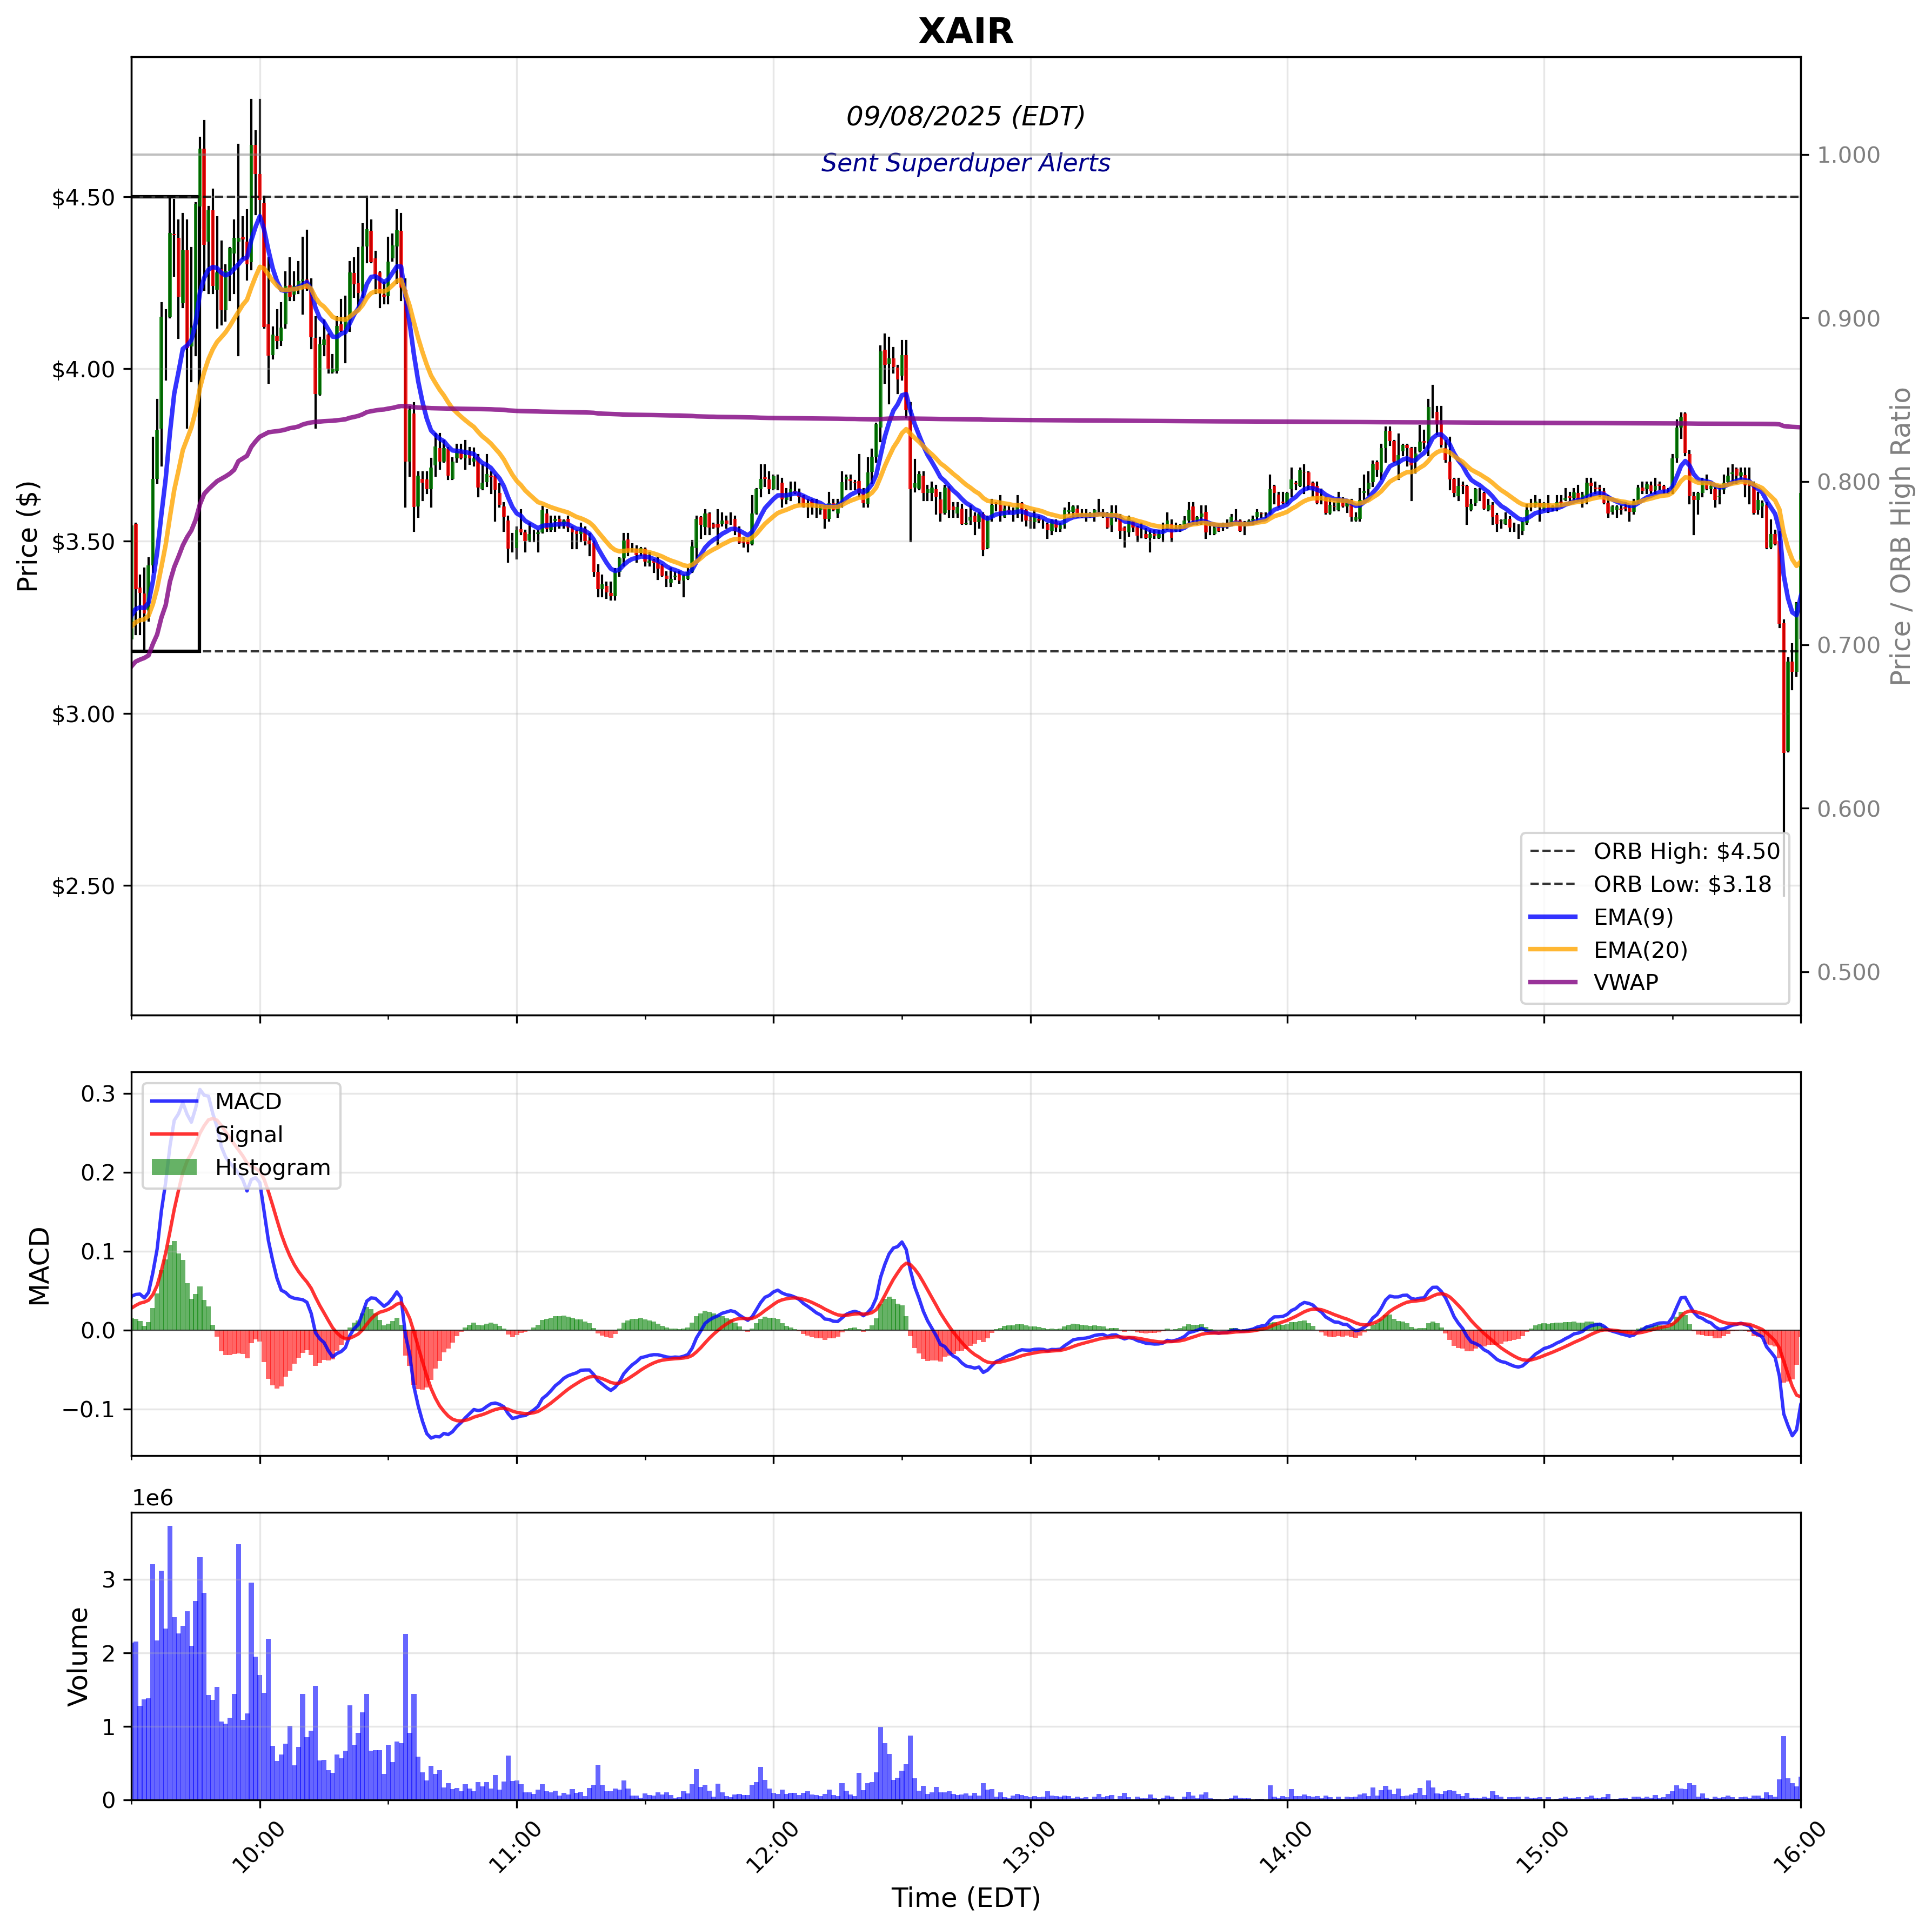 XAIR
09/08/2025 (EDT)
Sent Superduper Alerts
Price ($)
$4.50
$4.00
$3.50
$3.00
$2.50
1.000
0.900
0.800
0.700
0.600
0.500
Price / ORB High Ratio
ORB High: $4.50
ORB Low: $3.18
EMA(9)
EMA(20)
VWAP
MACD
0.3
0.2
0.1
0.0
−0.1
MACD
Signal
Histogram
1e6
Volume
3
2
1
0
10:00
11:00
12:00
13:00
14:00
15:00
16:00
Time (EDT)